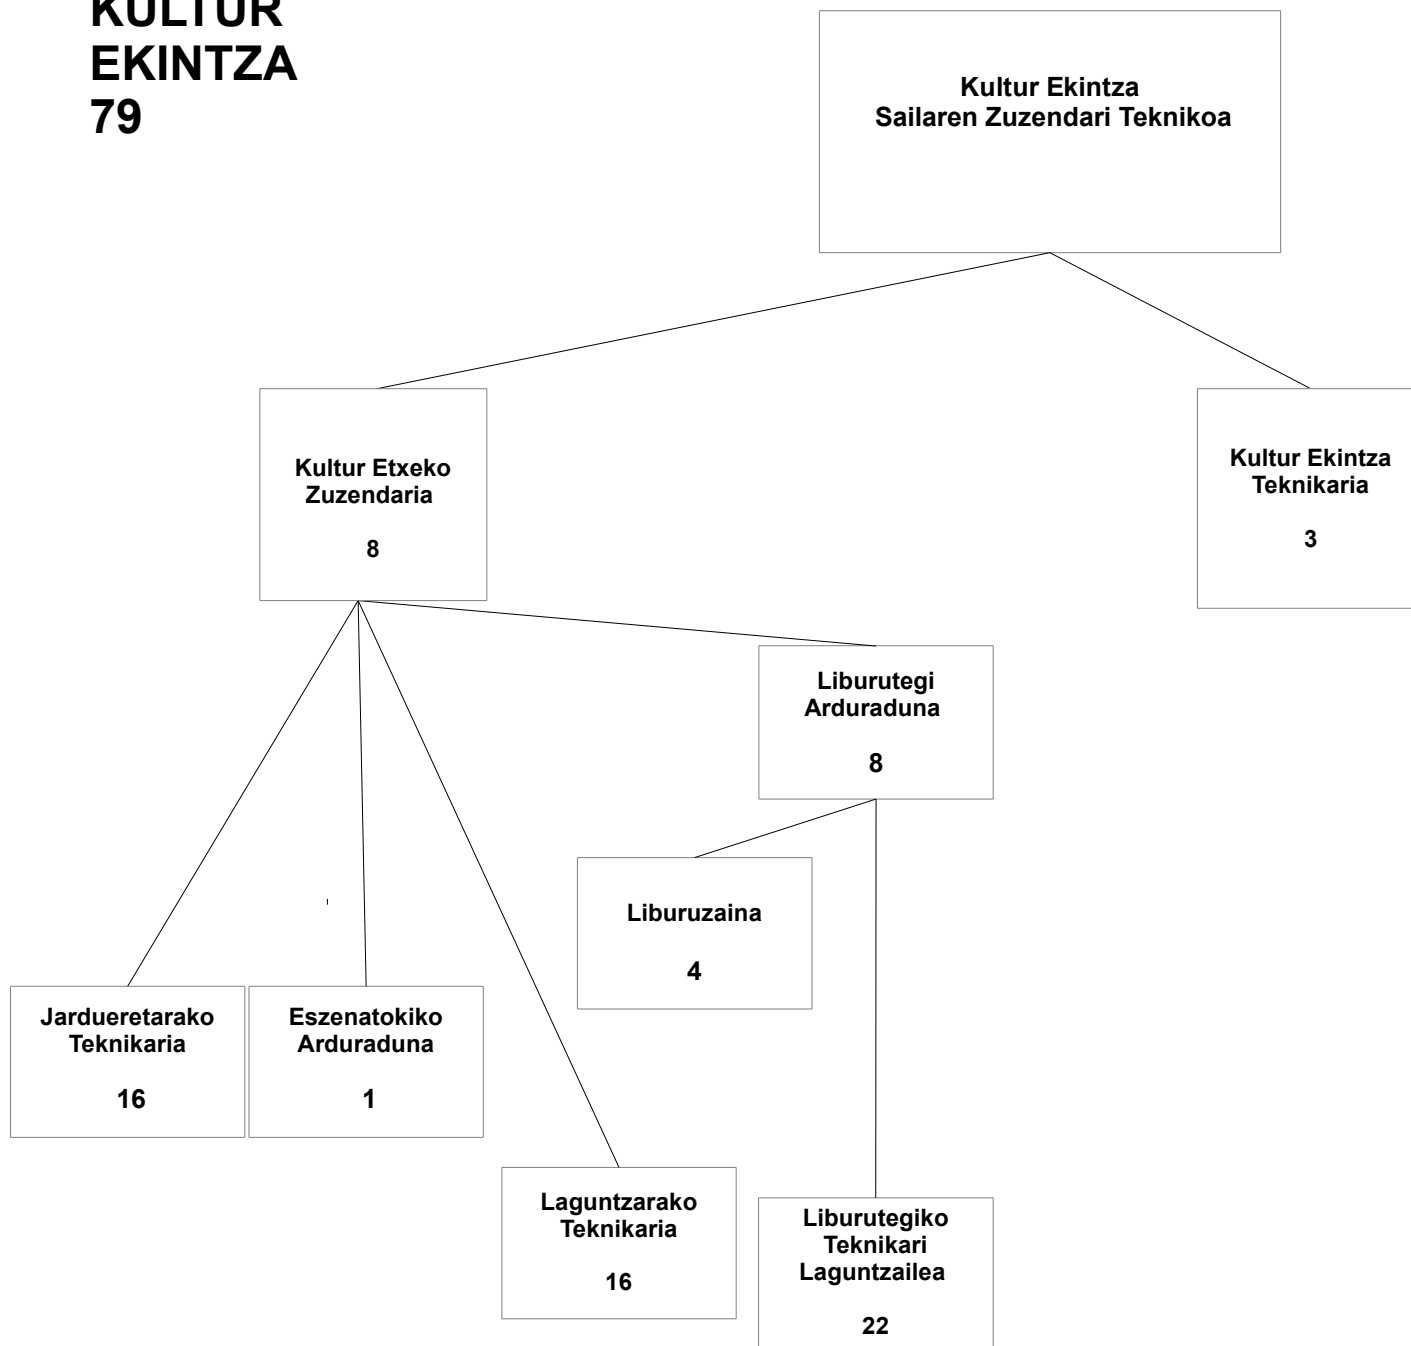 KULTUR
EKINTZA
79
Kultur Ekintza
Sailaren Zuzendari Teknikoa
Kultur Etxeko
Zuzendaria
8
Kultur Ekintza
Teknikaria
3
Liburutegi
Arduraduna
8
Liburuzaina
4
Jardueretarako
Teknikaria
16
Eszenatokiko
Arduraduna
1
Laguntzarako
Teknikaria
16
Liburutegiko
Teknikari
Laguntzailea
22